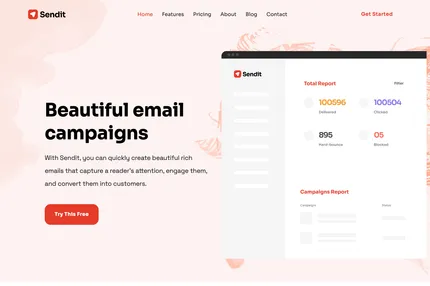 Sendit
Home Features Pricing About Blog Contact
Get Started
Beautiful email
campaigns
With Sendit, you can quickly create beautiful rich
emails that capture a reader's attention, engage them,
and convert them into customers.
Try This Free
Sendit
Total Report
Filter
100596
Delivered
100504
Clicked
895
Hard-bounce
05
Blocked
Campaigns Report
Campaign